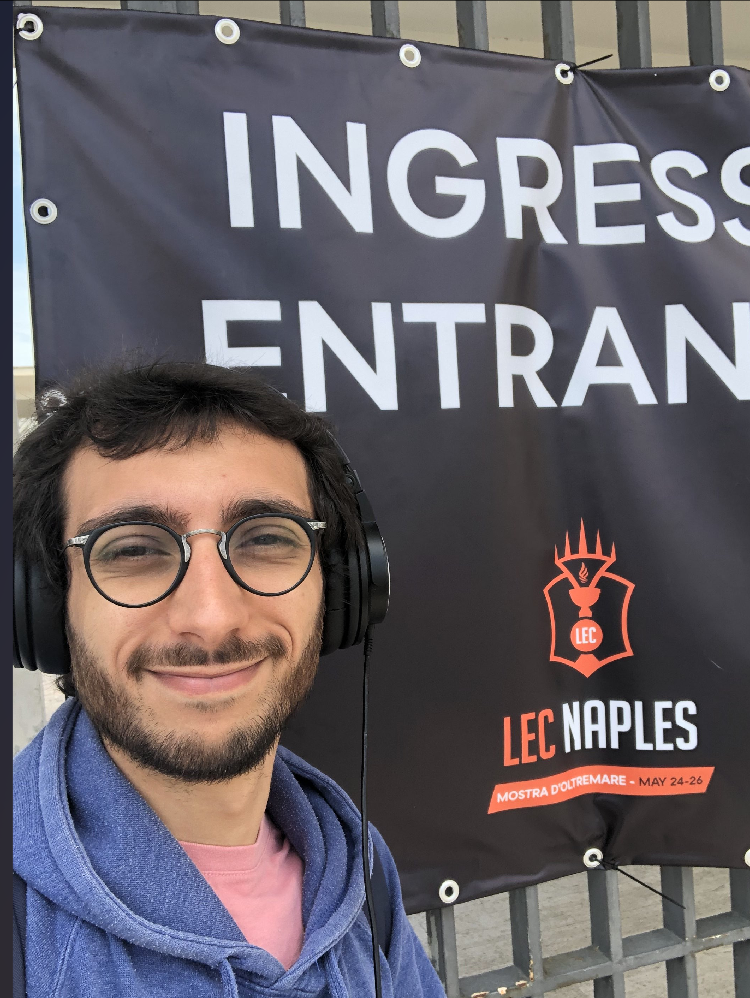 INGRESS
ENTRAN
LEC
LEC NAPLES
MOSTRA D'OLTREMARE - MAY 24-26